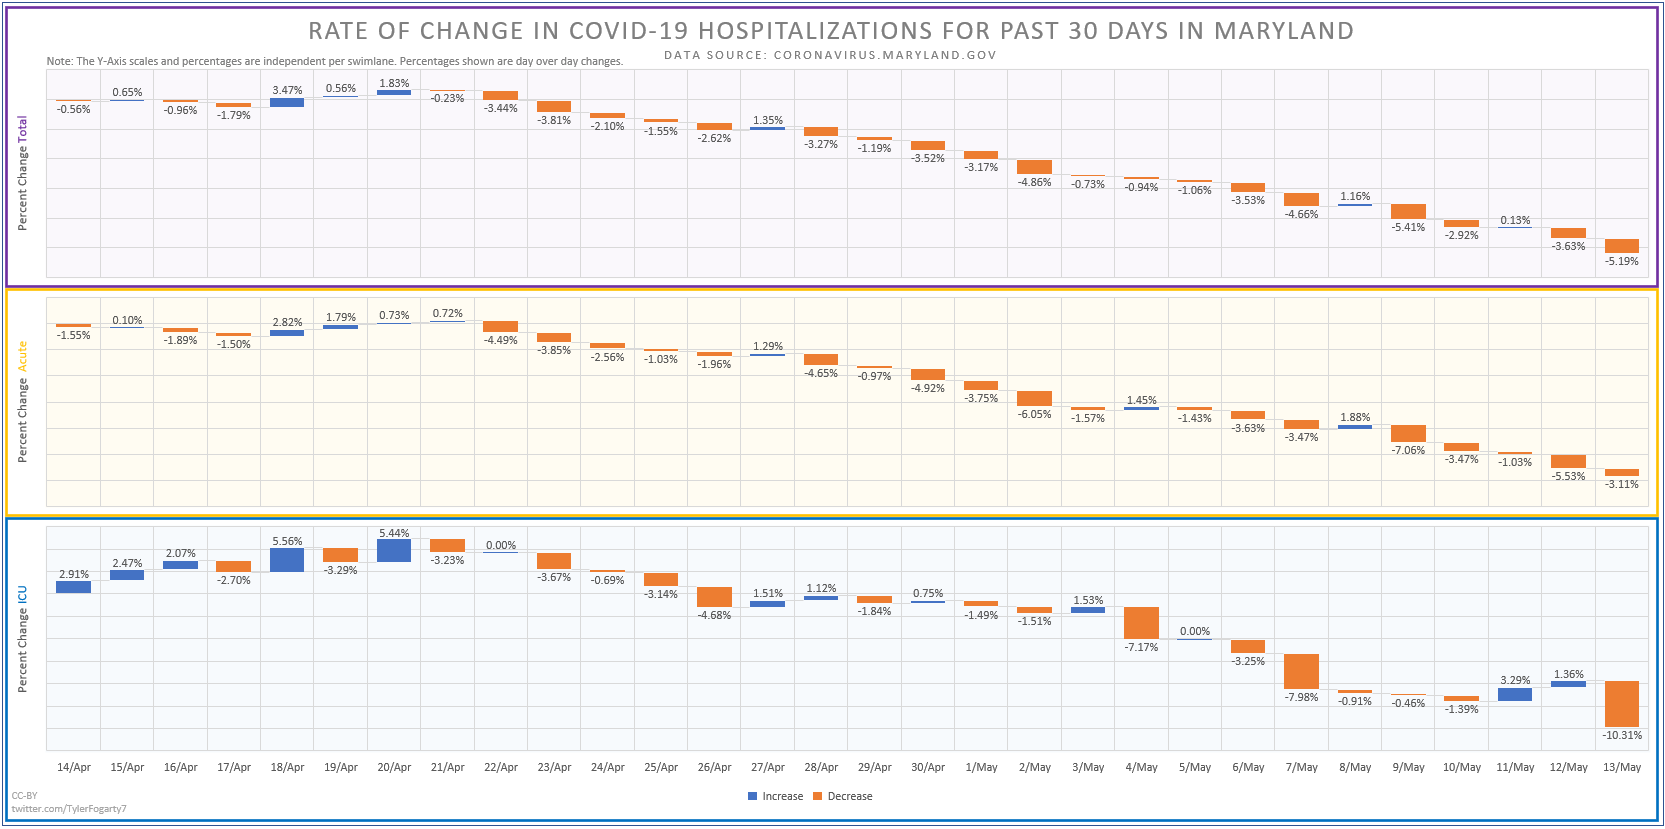 RATE OF CHANGE IN COVID-19 HOSPITALIZATIONS FOR PAST 30 DAYS IN MARYLAND
DATA SOURCE: CORONAVIRUS.MARYLAND.GOV
Note: The Y-Axis scales and percentages are independent per swimlane. Percentages shown are day over day changes.
Percent Change Total
-0.56% 0.65% -0.96% -1.79% 3.47% 0.56% 1.83% -0.23% -3.44% -3.81% -2.10% -1.55% -2.62% 1.35% -3.27% -1.19% -3.52% -3.17% -4.86% -0.73% -0.94% -1.06% -3.53% -4.66% 1.16% -5.41% -2.92% 0.13% -3.63% -5.19%
Percent Change Acute
-1.55% 0.10% -1.89% -1.50% 2.82% 1.79% 0.73% 0.72% -4.49% -3.85% -2.56% -1.03% -1.96% 1.29% -4.65% -0.97% -4.92% -3.75% -6.05% -1.57% 1.45% -1.43% -3.63% -3.47% 1.88% -7.06% -3.47% -1.03% -5.53% -3.11%
Percent Change ICU
2.91% 2.47% 2.07% -2.70% 5.56% -3.29% 5.44% -3.23% 0.00% -3.67% -0.69% -3.14% -4.68% 1.51% 1.12% -1.84% 0.75% -1.49% -1.51% 1.53% -7.17% 0.00% -3.25% -7.98% -0.91% -0.46% -1.39% 3.29% 1.36% -10.31%
14/Apr 15/Apr 16/Apr 17/Apr 18/Apr 19/Apr 20/Apr 21/Apr 22/Apr 23/Apr 24/Apr 25/Apr 26/Apr 27/Apr 28/Apr 29/Apr 30/Apr 1/May 2/May 3/May 4/May 5/May 6/May 7/May 8/May 9/May 10/May 11/May 12/May 13/May
Increase Decrease
CC-BY
twitter.com/TylerFogarty7